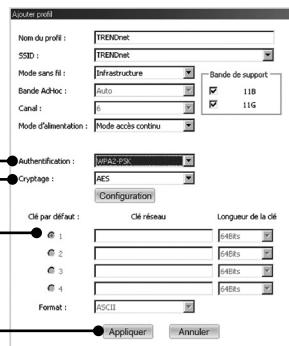 Ajouter profil
Nom du profil : TRENDnet
SSID : TRENDnet
Mode sans fil : Infrastructure
Bande de support
Bande AdHoc : Auto
11B
Canal : 6
11G
Mode d'alimentation : Mode accès continu
Authentification : WPA2-PSK
Cryptage : AES
Configuration
Clé par défaut : Clé réseau Longueur de la clé
1 64Bits
2 64Bits
3 64Bits
4 64Bits
Format : ASCII
Appliquer Annuler